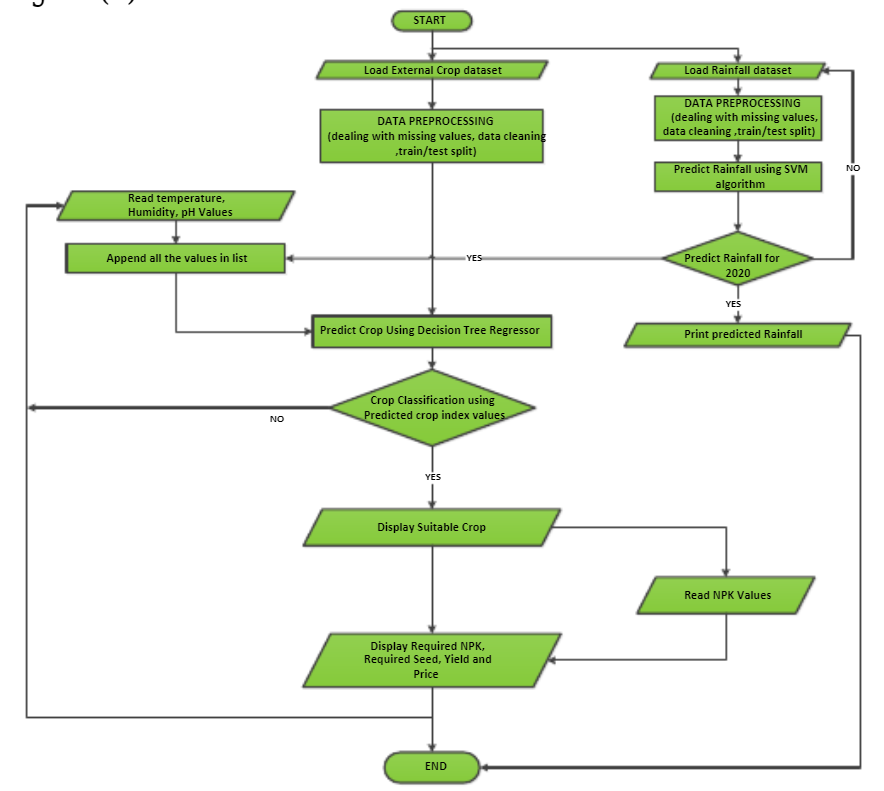 START
Load External Crop dataset
Load Rainfall dataset
DATA PREPROCESSING
(dealing with missing values, data cleaning
,train/test split)
DATA PREPROCESSING
(dealing with missing values,
data cleaning ,train/test split)
Predict Rainfall using SVM
algorithm
NO
Read temperature,
Humidity, pH Values
Append all the values in list
YES
Predict Rainfall for
2020
YES
Predict Crop Using Decision Tree Regressor
Print predicted Rainfall
Crop Classification using
Predicted crop index values
NO
YES
Display Suitable Crop
Read NPK Values
Display Required NPK,
Required Seed, Yield and
Price
END